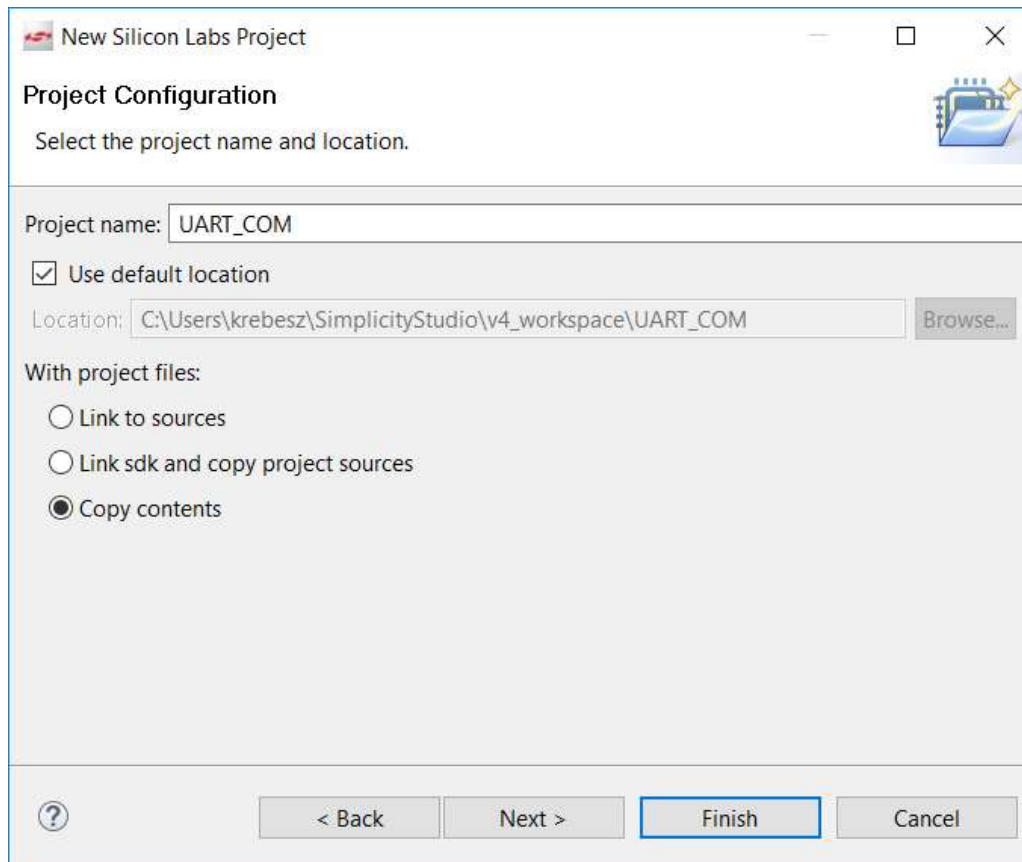 New Silicon Labs Project
Project Configuration
Select the project name and location.
Project name: UART_COM
Use default location
Location: C:\Users\krebesz\SimplicityStudio\v4_workspace\UART_COM Browse...
With project files:
Link to sources
Link sdk and copy project sources
Copy contents
? < Back Next > Finish Cancel